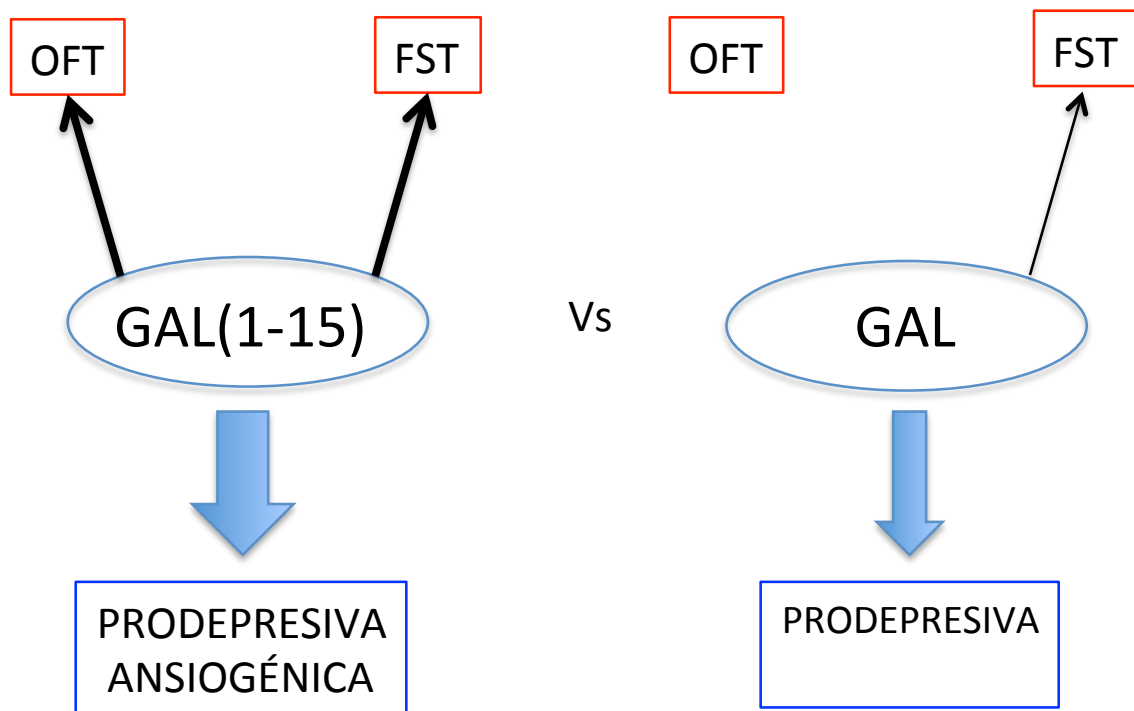 OFT
FST
OFT
FST
GAL(1-15)
Vs
GAL
PRODEPRESIVA
ANSIOGÉNICA
PRODEPRESIVA